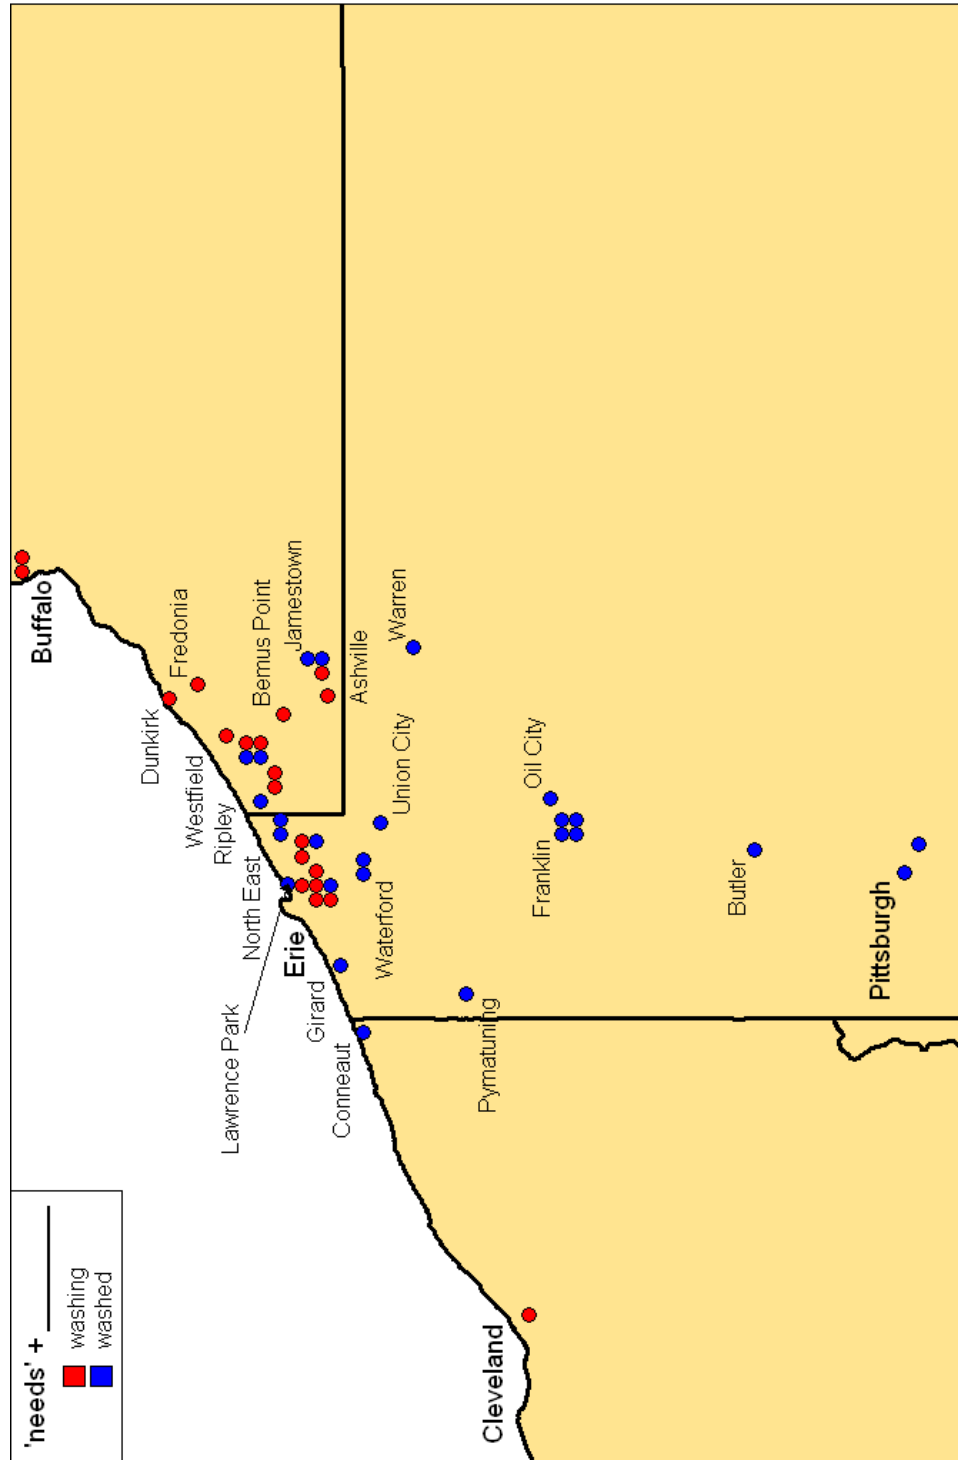 'needs' + ______
washing
washed
Buffalo
Dunkirk
Fredonia
Westfield
Ripley
Bemus Point
Jamestown
Ashville
North East
Lawrence Park
Erie
Girard
Conneaut
Waterford
Union City
Warren
Pymatuning
Cleveland
Franklin
Oil City
Butler
Pittsburgh